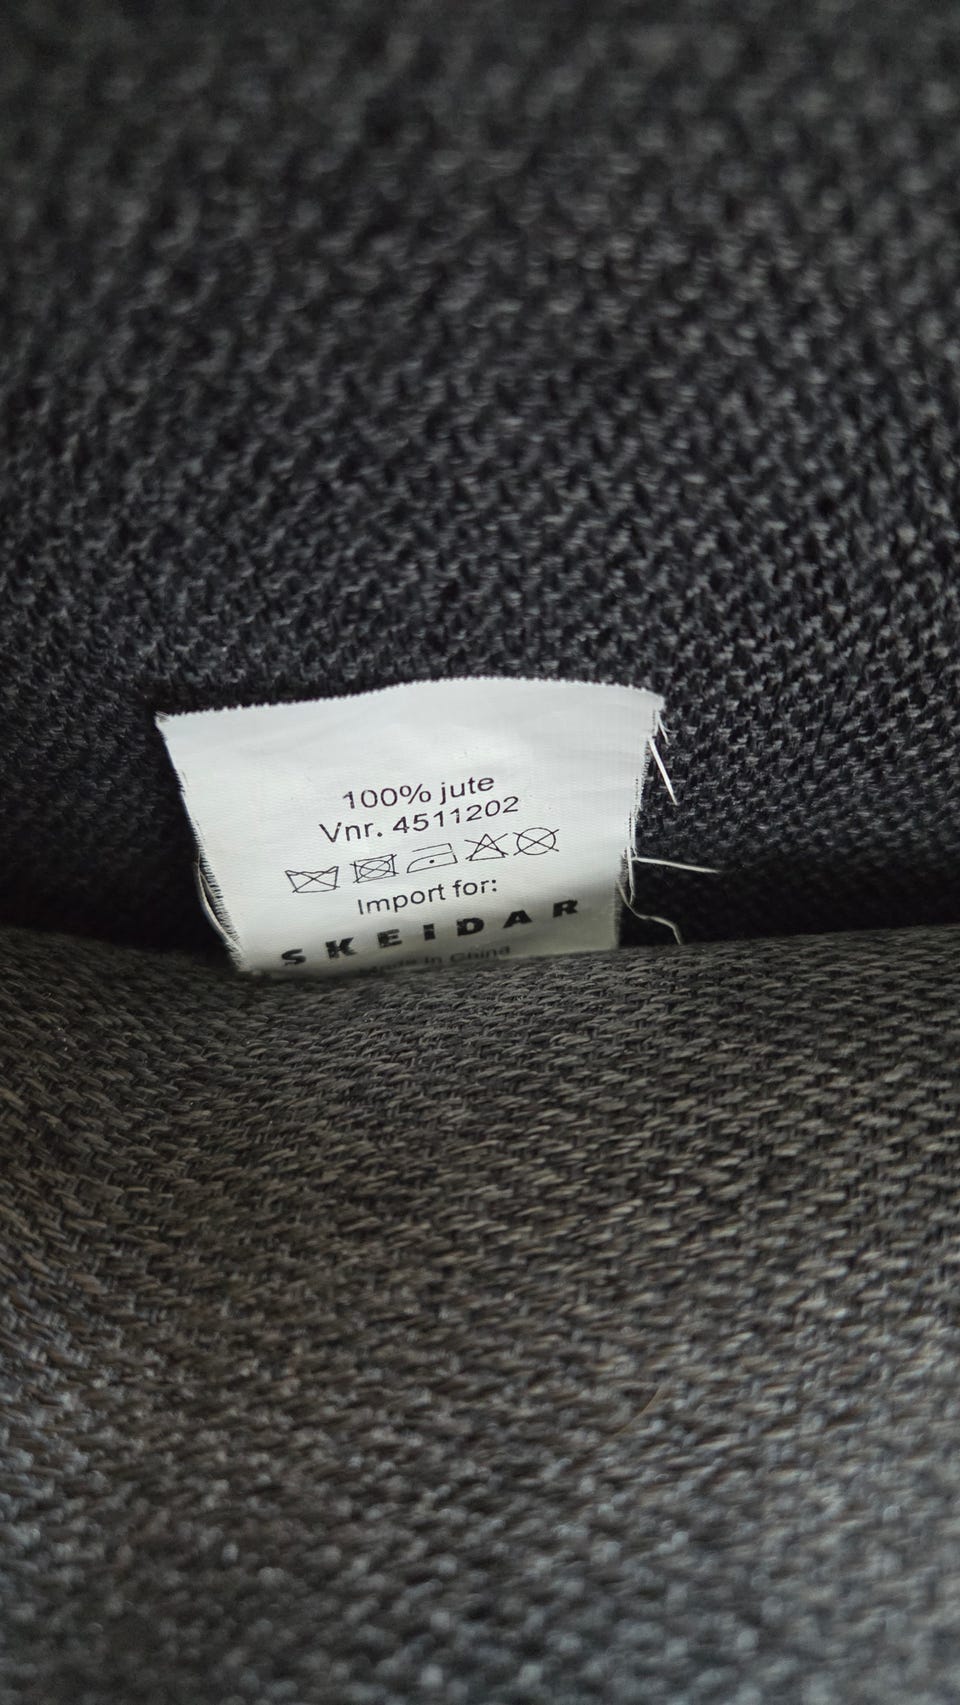 100% jute
Vnr. 4511202
Import for:
SKEIDAR
Made in China